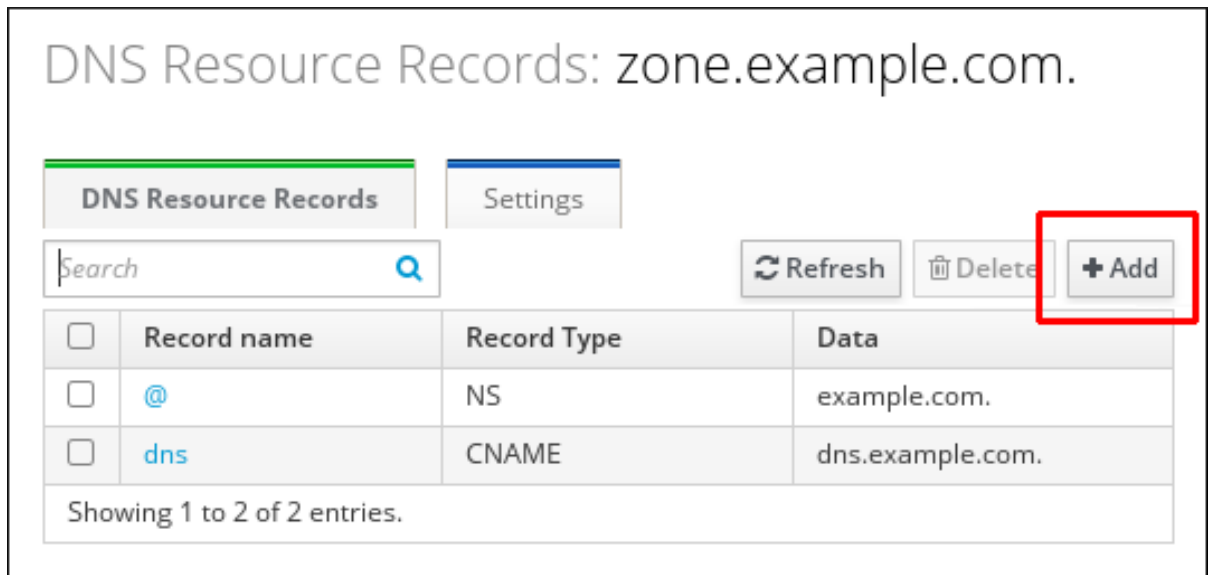 DNS Resource Records: zone.example.com.
DNS Resource Records Settings
Search Refresh Delete Add
Record name Record Type Data
@ NS example.com.
dns CNAME dns.example.com.
Showing 1 to 2 of 2 entries.